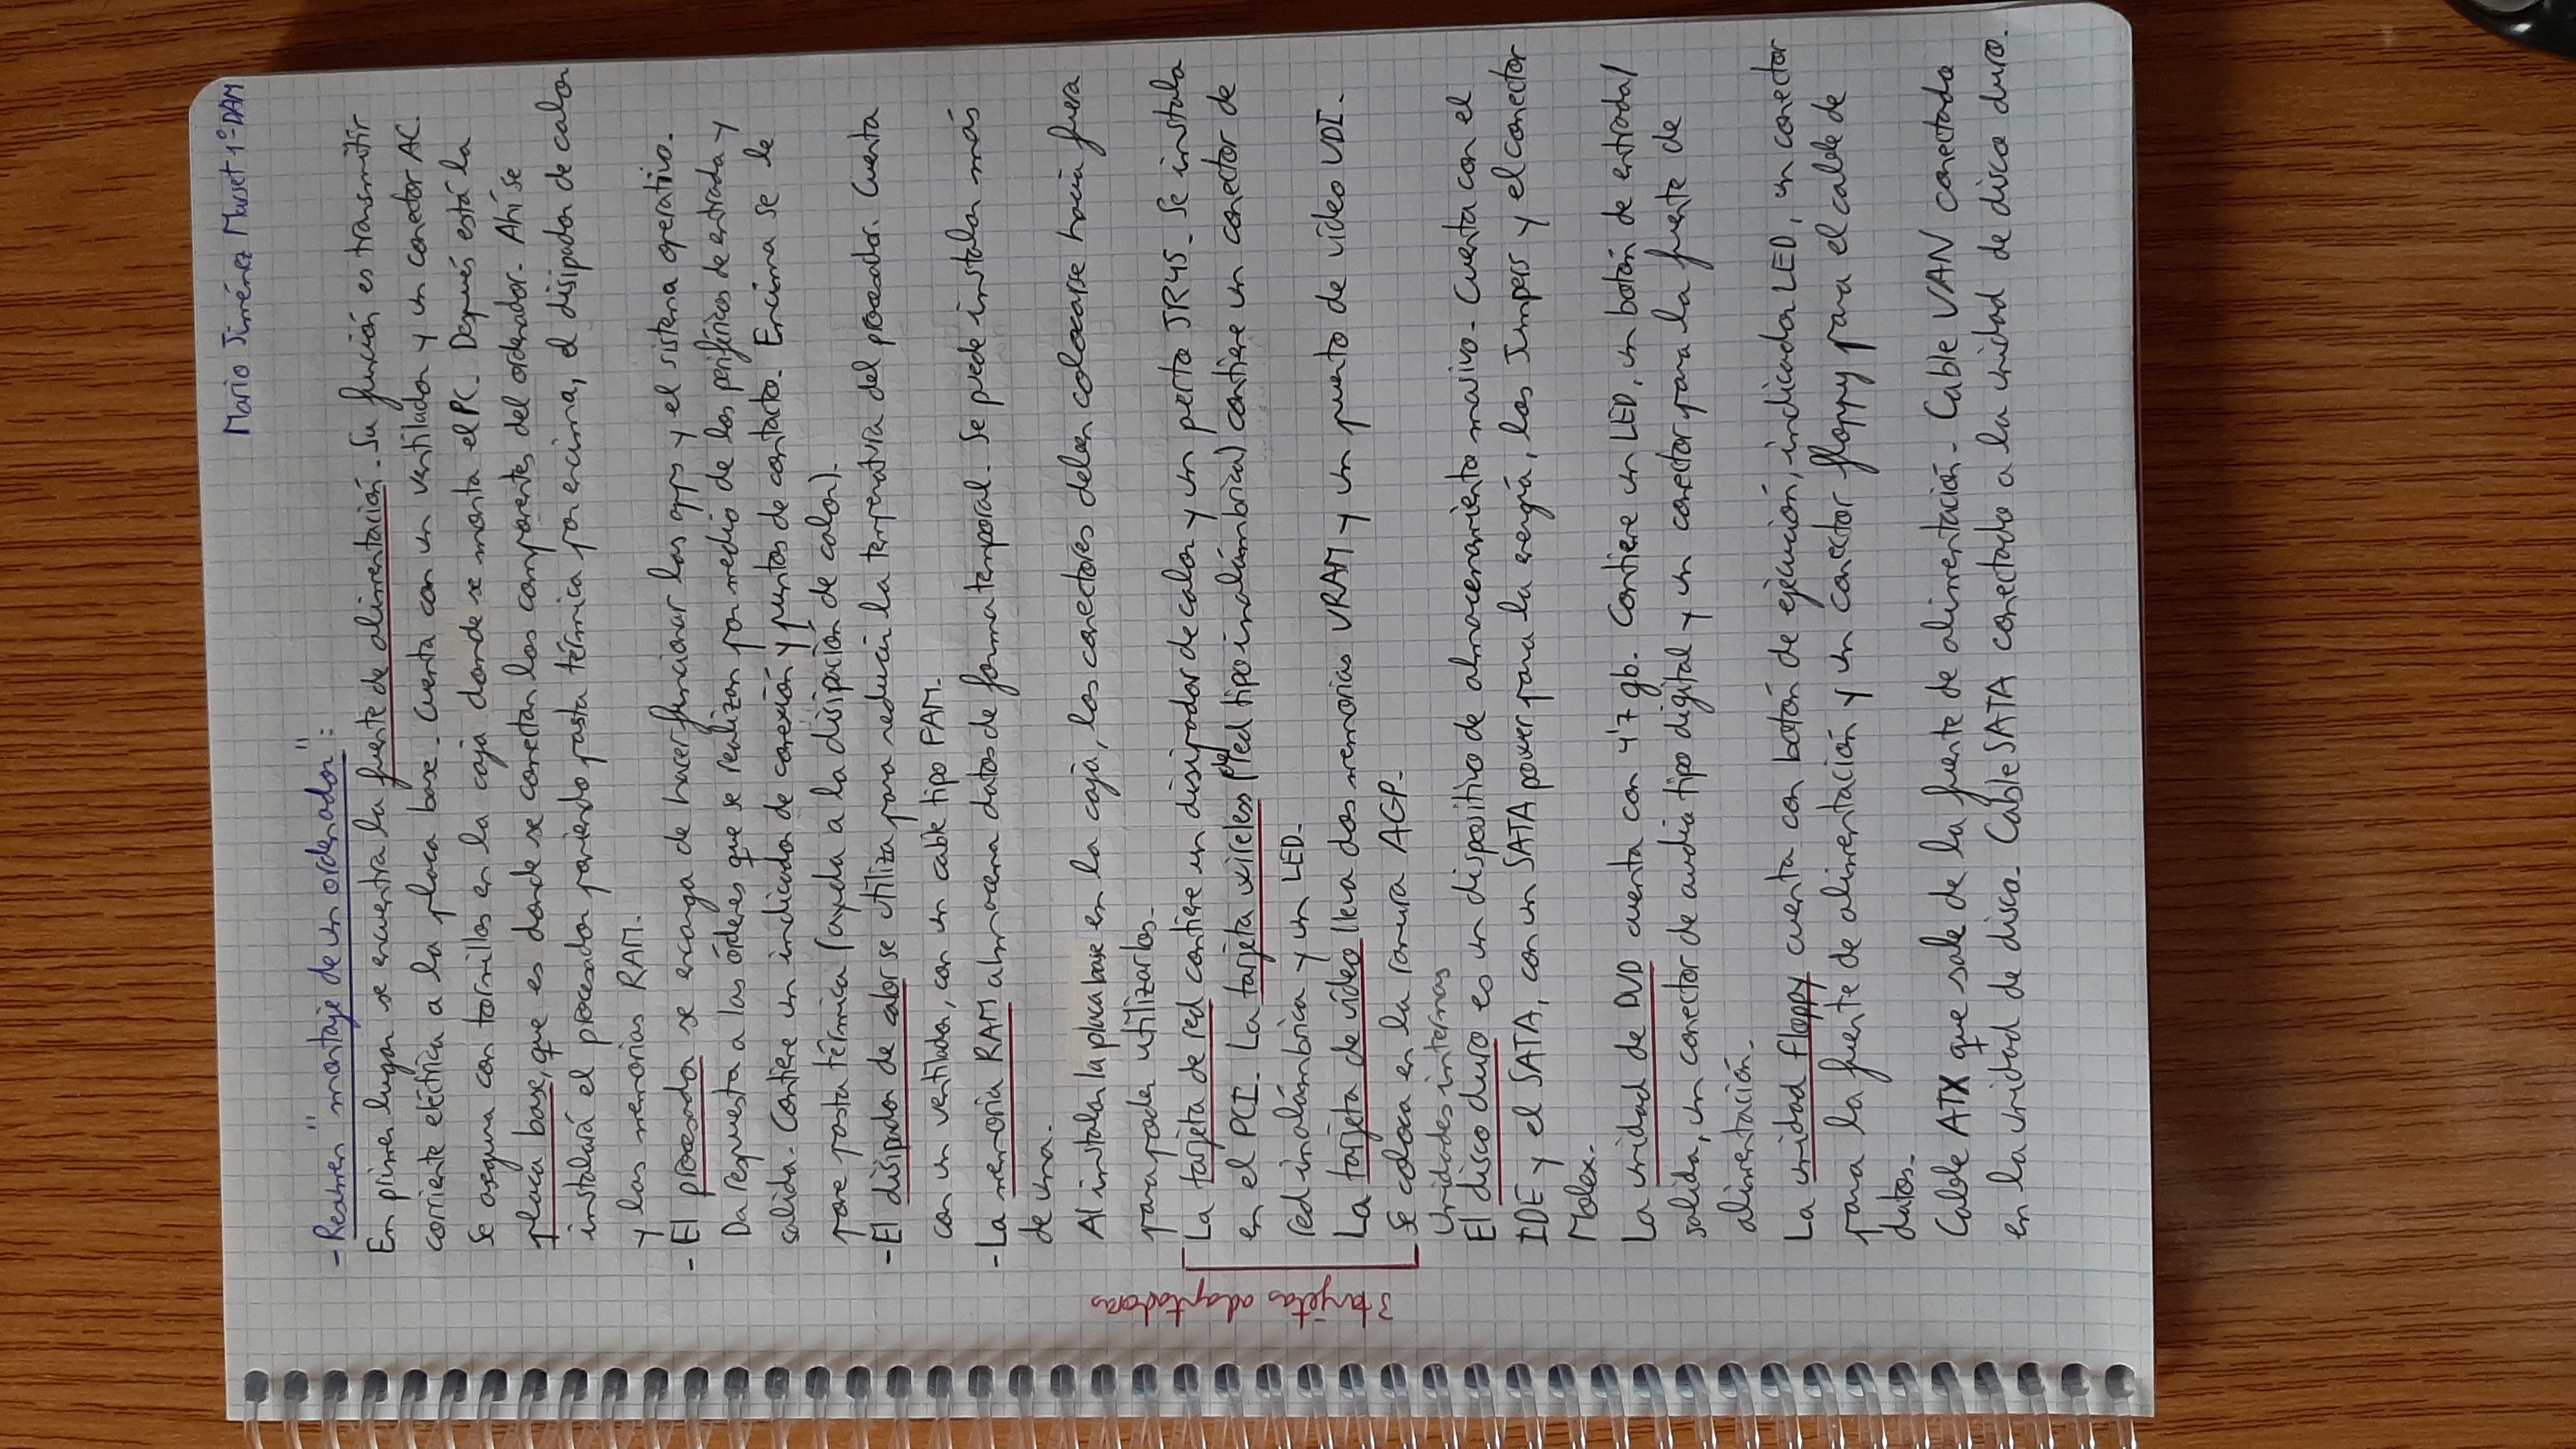 Mario Jiménez Marset 1º DAM
- Resumen "montaje de un ordenador":
En primer lugar se encuentra la fuente de alimentación. Su función es transmitir
corriente eléctrica a la placa base. Cuenta con un ventilador y un conector AC.
Se asegura con tornillos en la caja donde se monta el PC. Después está la
placa base, que es donde se conectan los componentes del ordenador. Ahí se
instalará el procesador poniendo pasta térmica por encima, el disipador de calor
y las memorias RAM.
- El procesador se encarga de hacer funcionar las apps y el sistema operativo.
Da respuesta a las órdenes que se realizan por medio de los periféricos de entrada y
salida. Contiene un indicador de conexión y puntos de contacto. Encima se le
pone pasta térmica (ayuda a la disipación de calor).
- El disipador de calor se utiliza para reducir la temperatura del procesador. Cuenta
con un ventilador, con un cable tipo FAM.
- La memoria RAM almacena datos de forma temporal. Se puede instalar más
de una.
Al instalar la placa base en la caja, los conectores deben colocarse hacia fuera
para poder utilizarlos.
3 tarjetas adaptadoras
La tarjeta de red contiene un disipador de calor y un perto JR45. Se instala
en el PCI. La tarjeta wireless (de red tipo inalámbrica) contiene un conector de
red inalámbrica y un LED.
La tarjeta de vídeo lleva dos memorias VRAM y un puerto de vídeo VDI.
Se coloca en la ranura AGP.
Unidades internas
El disco duro es un dispositivo de almacenamiento masivo. Cuenta con el
IDE y el SATA, con un SATA power para la energía, los Jumpers y el conector
Molex.
La unidad de DVD cuenta con 4'7 gb. Contiene un LED, un botón de entrada/
salida, un conector de audio tipo digital y un conector para la fuente de
alimentación.
La unidad floppy cuenta con botón de ejecución, indicador LED, un conector
para la fuente de alimentación y un conector floppy para el cable de
datos.
Cable ATX que sale de la fuente de alimentación. Cable VAN conectado
en la unidad de disco. Cable SATA conectado a la unidad de disco duro.